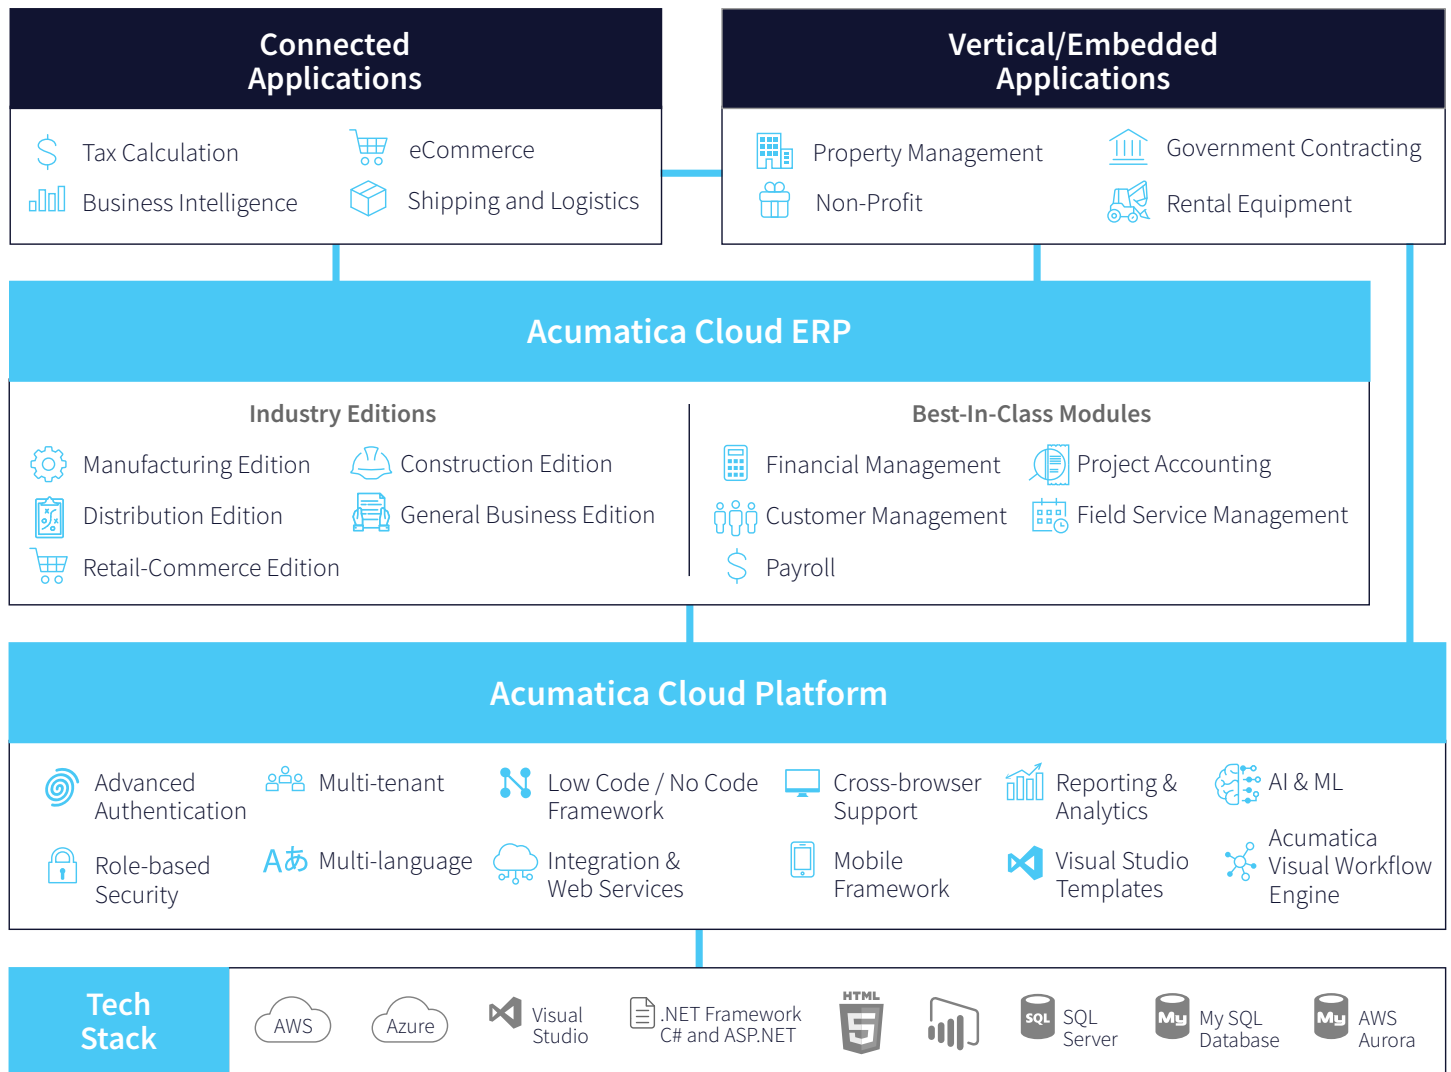 Connected
Applications
Tax Calculation
eCommerce
Business Intelligence
Shipping and Logistics
Vertical/Embedded
Applications
Property Management
Government Contracting
Non-Profit
Rental Equipment
Acumatica Cloud ERP
Industry Editions
Manufacturing Edition
Construction Edition
Distribution Edition
General Business Edition
Retail-Commerce Edition
Best-In-Class Modules
Financial Management
Project Accounting
Customer Management
Field Service Management
Payroll
Acumatica Cloud Platform
Advanced
Authentication
Multi-tenant
Low Code / No Code
Framework
Cross-browser
Support
Reporting &
Analytics
AI & ML
Role-based
Security
Aあ
Multi-language
Integration &
Web Services
Mobile
Framework
Visual Studio
Templates
Acumatica
Visual Workflow
Engine
Tech
Stack
AWS
Azure
Visual
Studio
.NET Framework
C# and ASP.NET
HTML
5
SQL
SQL
Server
My
My SQL
Database
My
AWS
Aurora